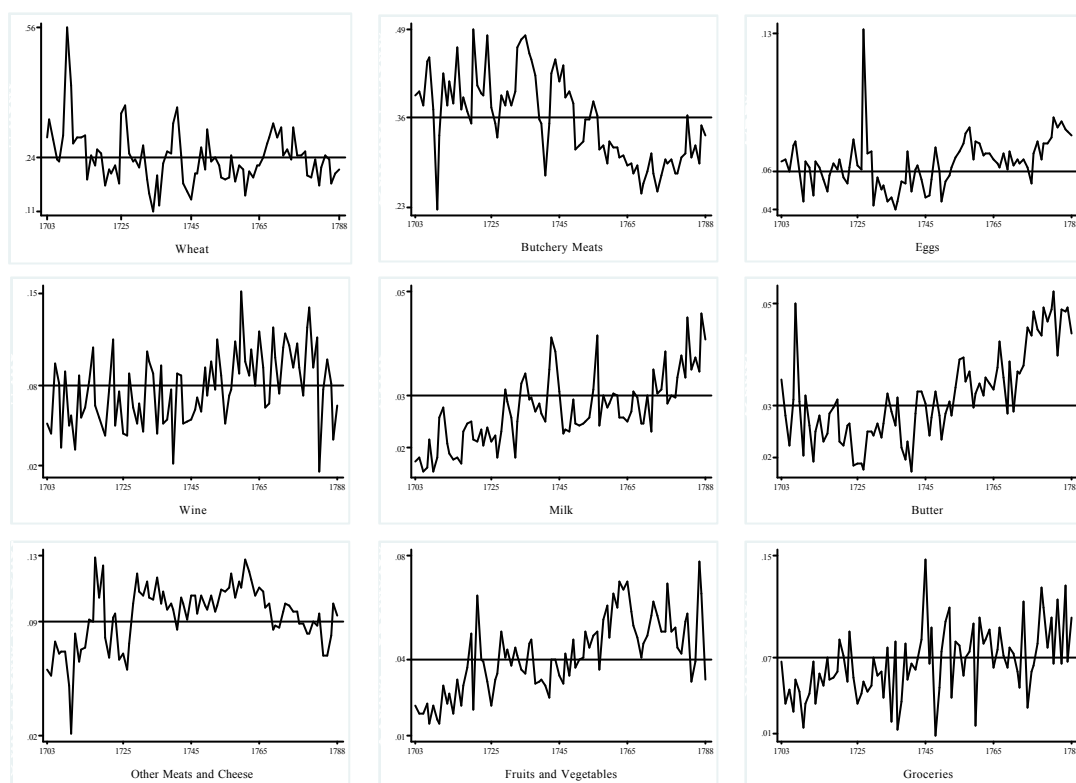 .56
.24
.11
1703 1725 1745 1765 1788
Wheat
.49
.36
.23
1703 1725 1745 1765 1788
Butchery Meats
.13
.06
.04
1703 1725 1745 1765 178
Eggs
.15
.08
.02
1703 1725 1745 1765 1788
Wine
.05
.03
.02
1703 1725 1745 1765 1788
Milk
.05
.03
.02
1703 1725 1745 1765 178
Butter
.13
.09
.02
1703 1725 1745 1765 1788
Other Meats and Cheese
.08
.04
.01
1703 1725 1745 1765 1788
Fruits and Vegetables
.15
.07
.01
1703 1725 1745 1765 178
Groceries